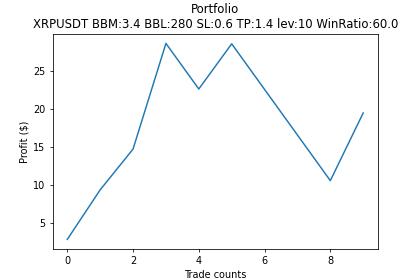 Portfolio
XRPUSDT BBM:3.4 BBL:280 SL:0.6 TP:1.4 lev:10 WinRatio:60.0
25
20
15
10
5
Profit ($)
0 2 4 6 8
Trade counts